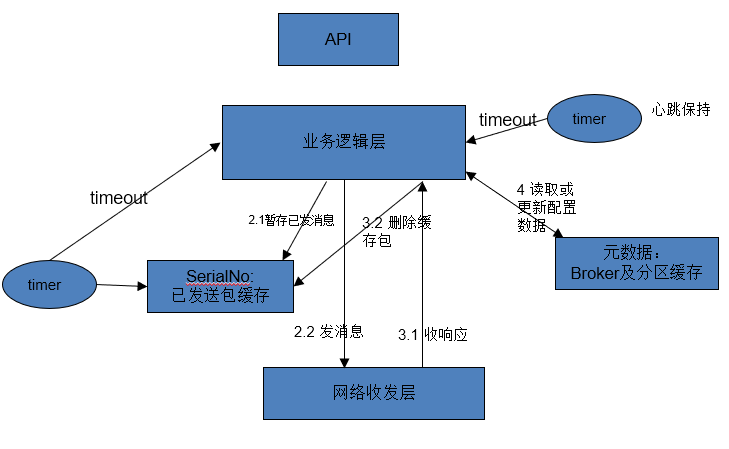 API
timer
心跳保持
timeout
业务逻辑层
timeout
4 读取或
更新配置
数据
2.1暂存已发消息
3.2 删除缓
存包
元数据：
Broker及分区缓存
timer
SerialNo:
已发送包缓存
2.2 发消息
3.1 收响应
网络收发层